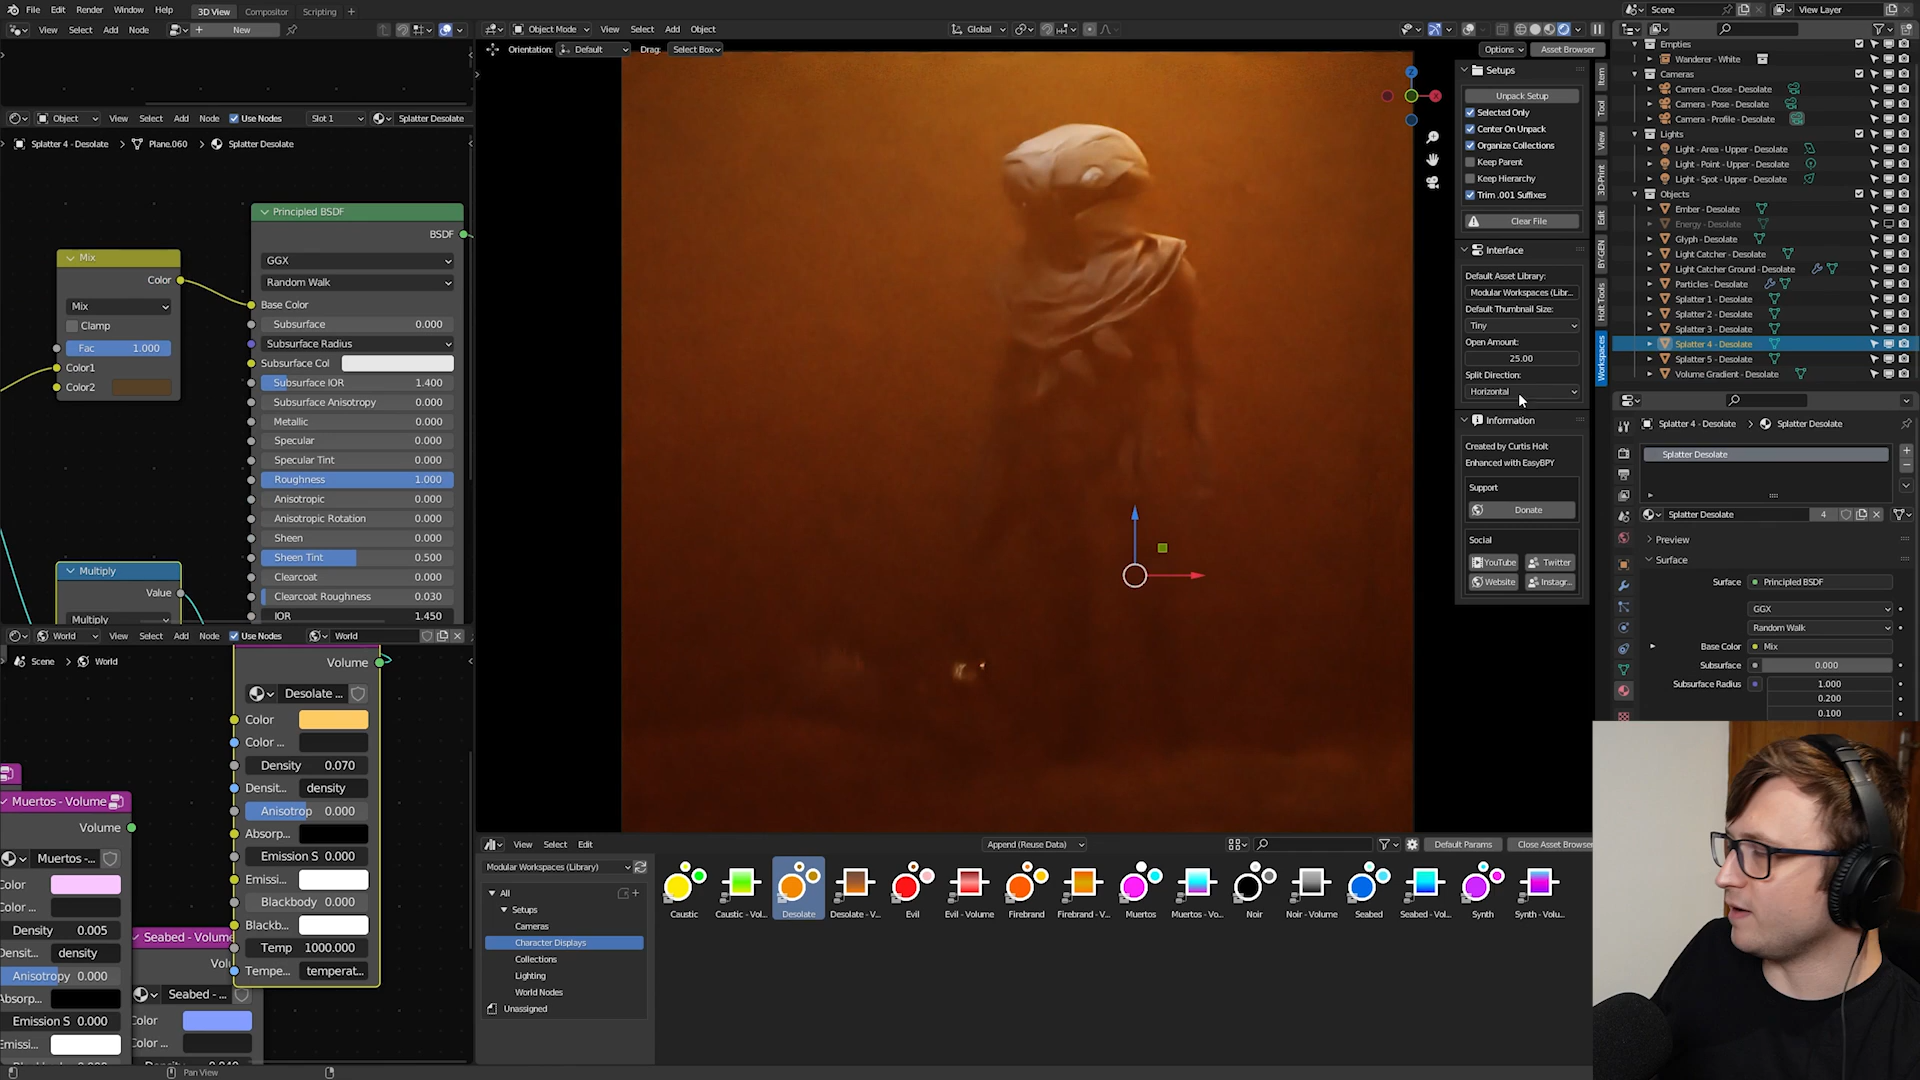 File Edit Render Window Help
3D View Compositor Scripting +
Scene
View Layer
View Select Add Node
New
Object Mode View Select Add Object
Global
Orientation: Default Drag: Select Box
Options Asset Browser
Object View Select Add Node Use Nodes Slot 1 Splatter Desolate
Splatter 4 - Desolate > Plane.060 > Splatter Desolate
Mix
Color
Mix
Clamp
Fac 1.000
Color1
Color2
Multiply
Value
Multiply
Principled BSDF
BSDF
GGX
Random Walk
Base Color
Subsurface 0.000
Subsurface Radius
Subsurface Col
Subsurface IOR 1.400
Subsurface Anisotropy 0.000
Metallic 0.000
Specular 0.000
Specular Tint 0.000
Roughness 1.000
Anisotropic 0.000
Anisotropic Rotation 0.000
Sheen 0.000
Sheen Tint 0.500
Clearcoat 0.000
Clearcoat Roughness 0.030
IOR 1.450
World View Select Add Node Use Nodes World
Scene > World
Volume
Desolate ...
Color
Color ...
Density 0.070
Densit... density
Anisotrop 0.000
Absorp...
Emission S 0.000
Emissi...
Blackbody 0.000
Blackb...
Temp 1000.000
Tempe... temperat...
Muertos - Volume
Volume
Muertos -...
Color
Color ...
Density 0.005
Densit... density
Anisotropy 0.000
Absorp...
Emission S 0.000
Emissi...
Seabed - Volume
Seabed - ...
Color
Color ...
Pan View
Setups
Unpack Setup
Selected Only
Center On Unpack
Organize Collections
Keep Parent
Keep Hierarchy
Trim .001 Suffixes
Clear File
Interface
Default Asset Library:
Modular Workspaces (Libr...
Default Thumbnail Size:
Tiny
Open Amount:
25.00
Split Direction:
Horizontal
Information
Created by Curtis Holt
Enhanced with EasyBPY
Support
Donate
Social
YouTube Twitter
Website Instagr...
Item
Tool
View
3D-Print
Edit
BY-GEN
Holt Tools
Workspaces
Empties
Wanderer - White
Cameras
Camera - Close - Desolate
Camera - Pose - Desolate
Camera - Profile - Desolate
Lights
Light - Area - Upper - Desolate
Light - Point - Upper - Desolate
Light - Spot - Upper - Desolate
Objects
Ember - Desolate
Energy - Desolate
Glyph - Desolate
Light Catcher - Desolate
Light Catcher Ground - Desolate
Particles - Desolate
Splatter 1 - Desolate
Splatter 2 - Desolate
Splatter 3 - Desolate
Splatter 4 - Desolate
Splatter 5 - Desolate
Volume Gradient - Desolate
Splatter 4 - Desolate > Splatter Desolate
Splatter Desolate
Splatter Desolate 4
Preview
Surface
Surface Principled BSDF
GGX
Random Walk
Base Color Mix
Subsurface 0.000
Subsurface Radius 1.000
0.200
0.100
View Select Edit
Append (Reuse Data)
Default Params Close Asset Browser
Modular Workspaces (Library)
All
Setups
Cameras
Character Displays
Collections
Lighting
World Nodes
Unassigned
Caustic Caustic - Vol... Desolate Desolate - V... Evil Evil - Volume Firebrand Firebrand - V... Muertos Muertos - Vo... Noir Noir - Volume Seabed Seabed - Vol... Synth Synth - Volu...